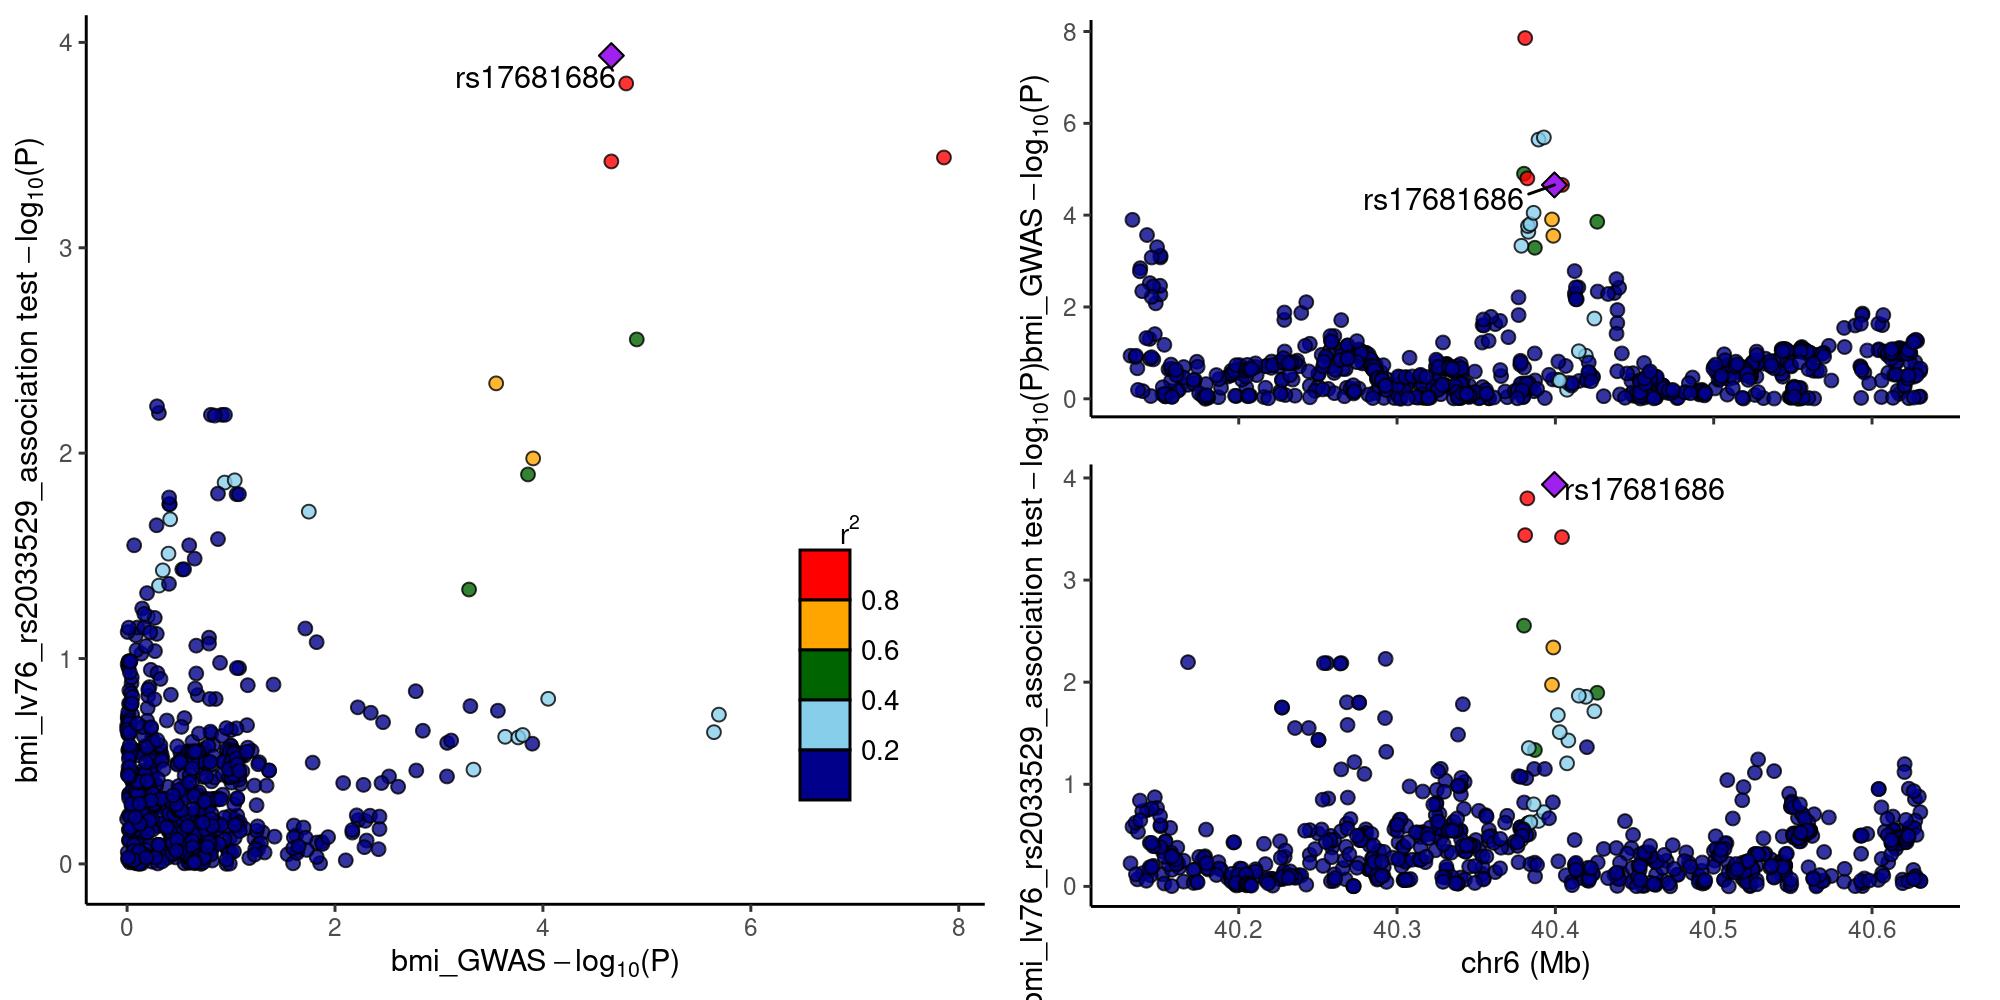 bmi_lv76_rs2033529_association test −log10(P)
4
3
2
1
0
rs17681686
r2
0.8
0.6
0.4
0.2
0 2 4 6 8
bmi_GWAS −log10(P)
bmi_GWAS −log10(P)
8
6
4
2
0
rs17681686
bmi_lv76_rs2033529_association test −log10(P)
4
3
2
1
0
rs17681686
40.2 40.3 40.4 40.5 40.6
chr6 (Mb)